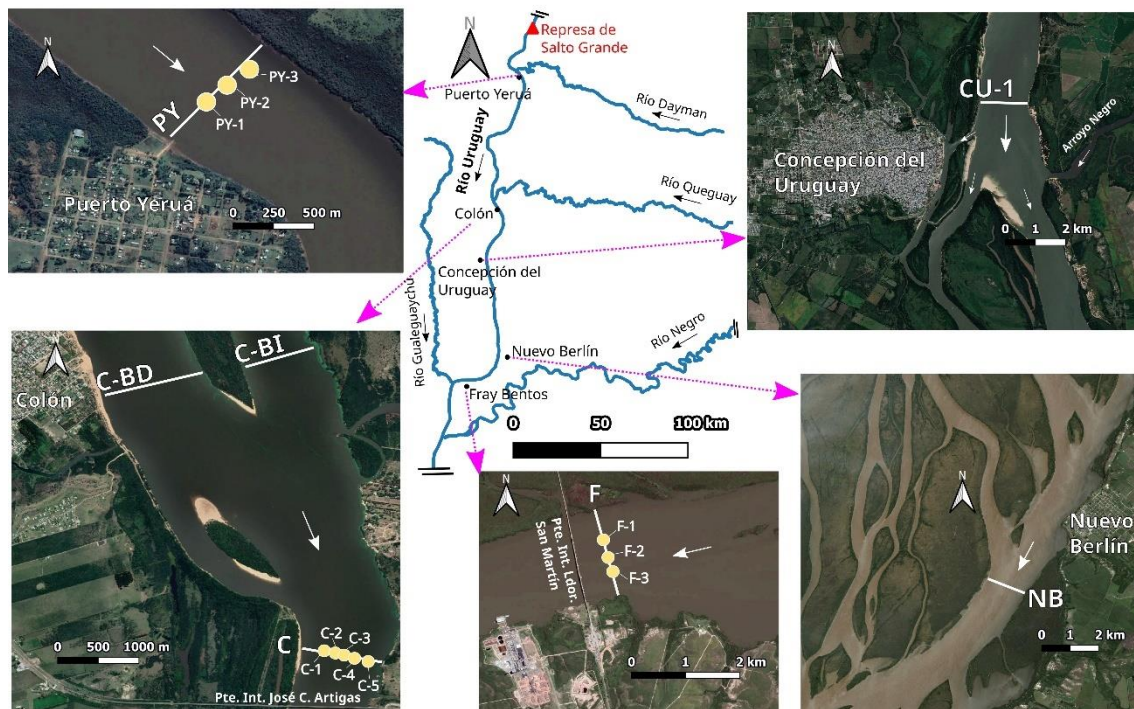 N
PY
PY-1
PY-2
PY-3
Puerto Yeruá
0 250 500 m
N
Represa de
Salto Grande
Puerto Yeruá
Río Dayman
Río Uruguay
Río Queguay
Colón
Concepción del
Uruguay
Río Gualeguaychú
Río Negro
Nuevo Berlín
Fray Bentos
0 50 100 km
N
CU-1
Arroyo Negro
Concepción del
Uruguay
0 1 2 km
N
C-BD
C-BI
Colón
C
C-1
C-2
C-3
C-4
C-5
0 500 1000 m
Pte. Int. José C. Artigas
N
F
F-1
F-2
F-3
Pte. Int. Ldor.
San Martín
0 1 2 km
N
Nuevo
Berlín
NB
0 1 2 km